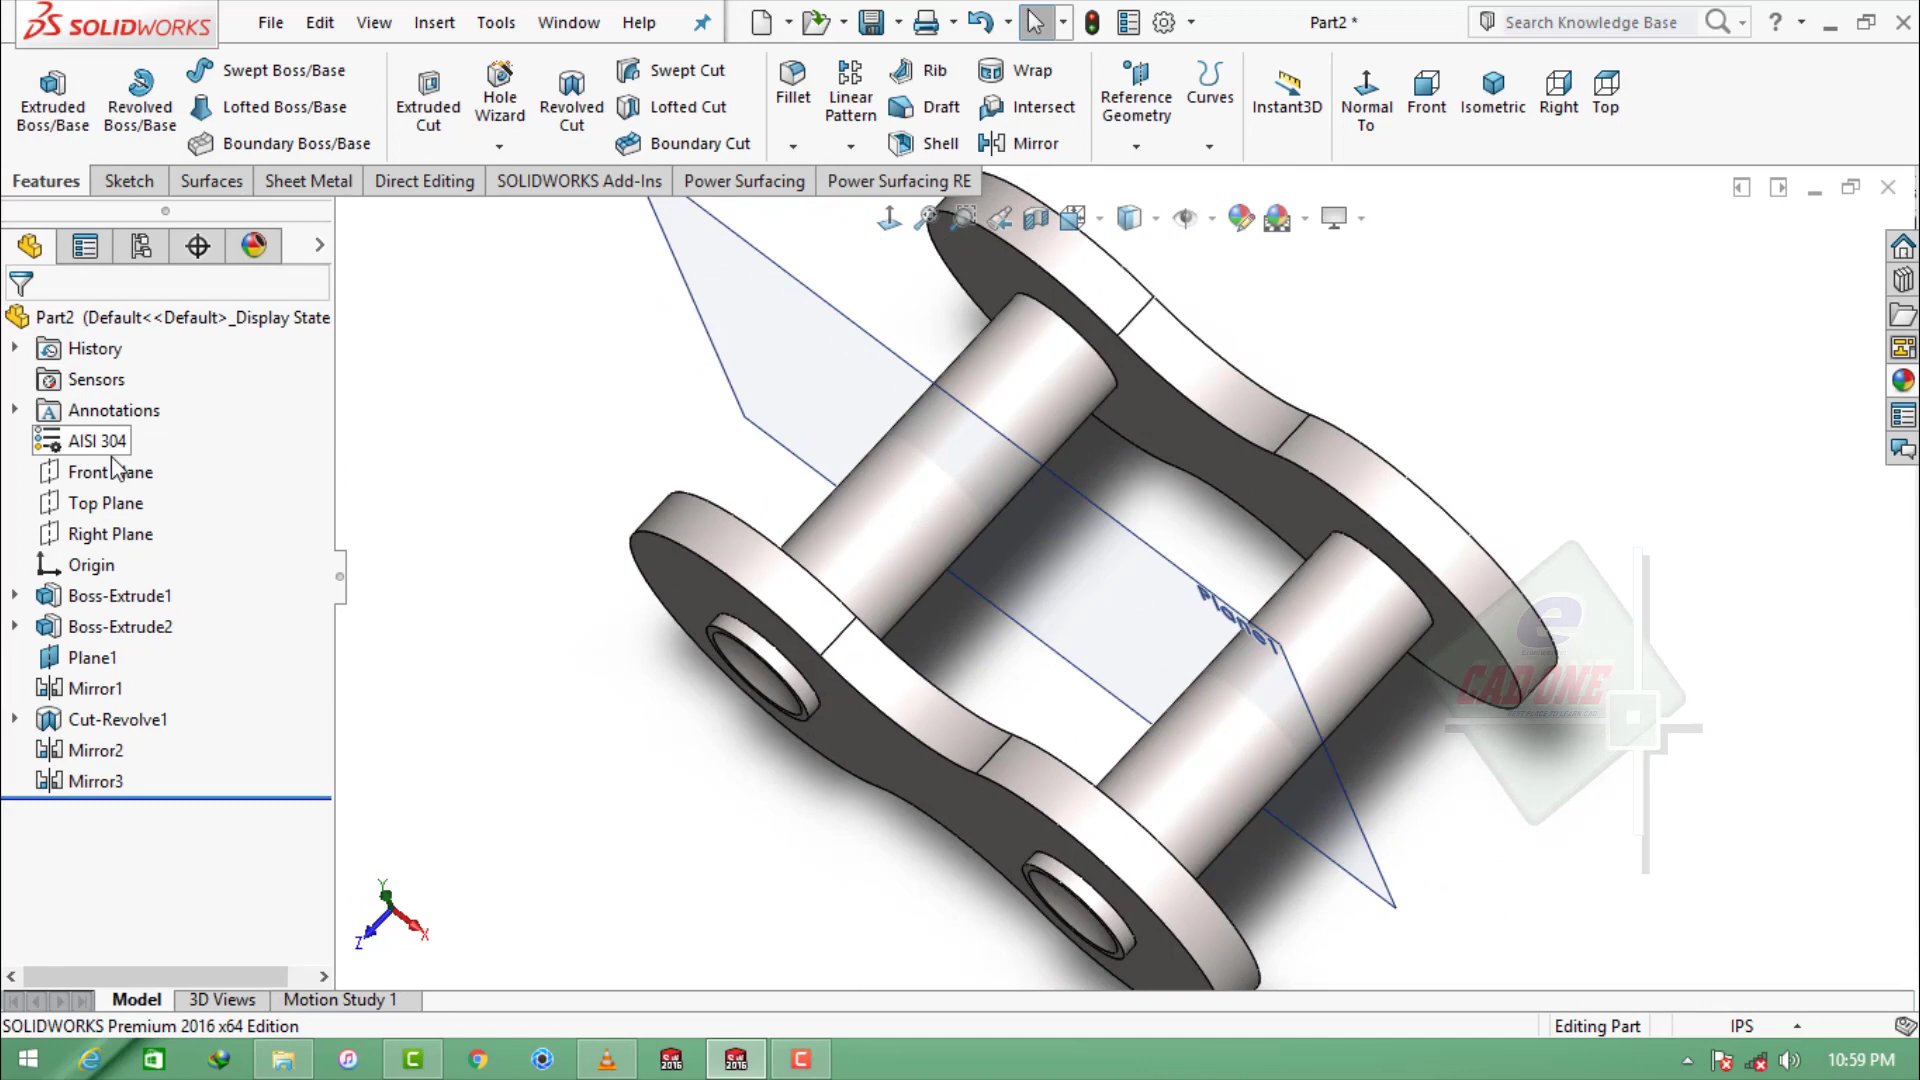 SOLIDWORKS
File Edit View Insert Tools Window Help
Part2 *
Search Knowledge Base
Extruded Boss/Base
Revolved Boss/Base
Swept Boss/Base
Lofted Boss/Base
Boundary Boss/Base
Extruded Cut
Hole Wizard
Revolved Cut
Swept Cut
Lofted Cut
Boundary Cut
Fillet
Linear Pattern
Rib
Draft
Shell
Wrap
Intersect
Mirror
Reference Geometry
Curves
Instant3D
Normal To
Front
Isometric
Right
Top
Features Sketch Surfaces Sheet Metal Direct Editing SOLIDWORKS Add-Ins Power Surfacing Power Surfacing RE
Part2 (Default<<Default>_Display State
History
Sensors
Annotations
AISI 304
Front Plane
Top Plane
Right Plane
Origin
Boss-Extrude1
Boss-Extrude2
Plane1
Mirror1
Cut-Revolve1
Mirror2
Mirror3
Plane1
e
CAD ONE
Y
Z
X
Model 3D Views Motion Study 1
SOLIDWORKS Premium 2016 x64 Edition
Editing Part
IPS
10:59 PM